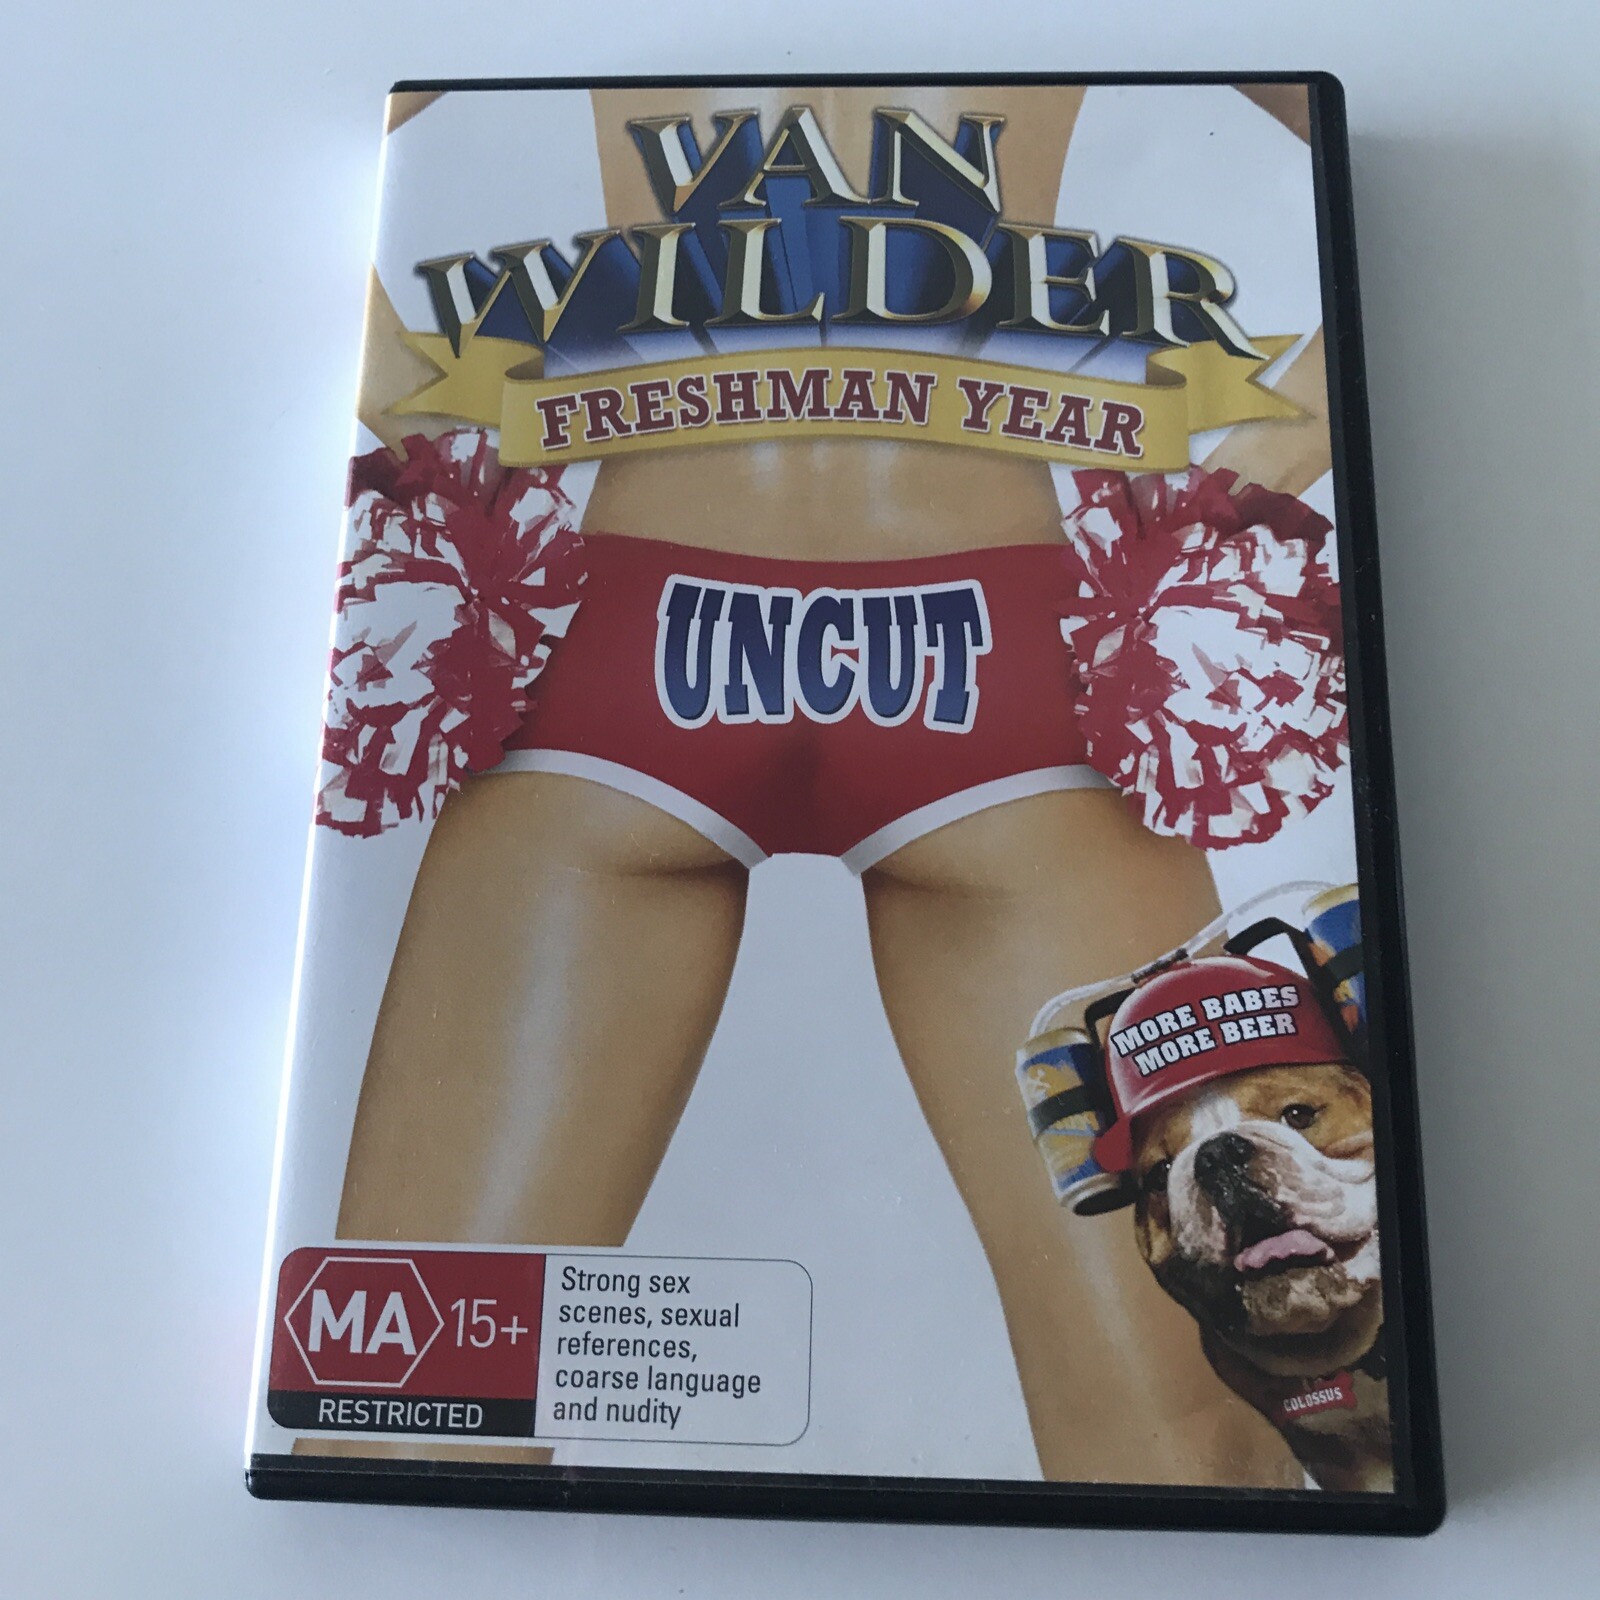 VAN
WILDER
FRESHMAN YEAR
UNCUT
MORE BABES
MORE BEER
COLOSSUS
MA 15+
RESTRICTED
Strong sex
scenes, sexual
references,
coarse language
and nudity